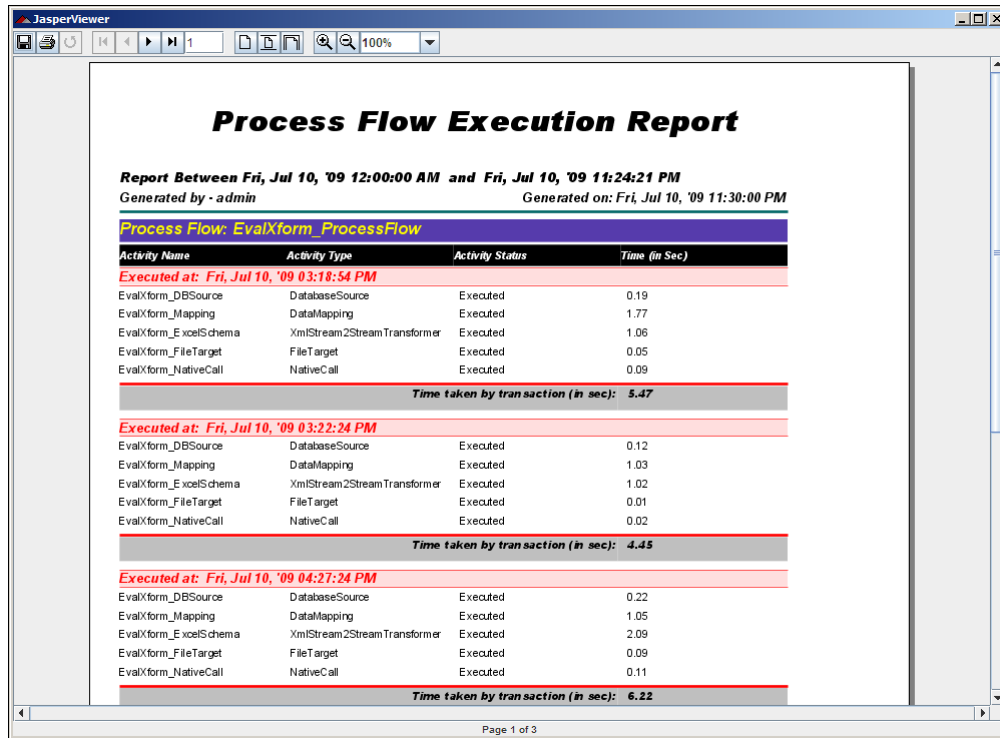 JasperViewer
1 100%
Process Flow Execution Report
Report Between Fri, Jul 10, '09 12:00:00 AM and Fri, Jul 10, '09 11:24:21 PM
Generated by - admin Generated on: Fri, Jul 10, '09 11:30:00 PM
Process Flow: EvalXform_ProcessFlow
Activity Name Activity Type Activity Status Time (in Sec)
Executed at: Fri, Jul 10, '09 03:18:54 PM
EvalXform_DBSource DatabaseSource Executed 0.19
EvalXform_Mapping DataMapping Executed 1.77
EvalXform_ExcelSchema XmlStream2StreamTransformer Executed 1.06
EvalXform_FileTarget FileTarget Executed 0.05
EvalXform_NativeCall NativeCall Executed 0.09
Time taken by transaction (in sec): 5.47
Executed at: Fri, Jul 10, '09 03:22:24 PM
EvalXform_DBSource DatabaseSource Executed 0.12
EvalXform_Mapping DataMapping Executed 1.03
EvalXform_ExcelSchema XmlStream2StreamTransformer Executed 1.02
EvalXform_FileTarget FileTarget Executed 0.01
EvalXform_NativeCall NativeCall Executed 0.02
Time taken by transaction (in sec): 4.45
Executed at: Fri, Jul 10, '09 04:27:24 PM
EvalXform_DBSource DatabaseSource Executed 0.22
EvalXform_Mapping DataMapping Executed 1.05
EvalXform_ExcelSchema XmlStream2StreamTransformer Executed 2.09
EvalXform_FileTarget FileTarget Executed 0.09
EvalXform_NativeCall NativeCall Executed 0.11
Time taken by transaction (in sec): 6.22
Page 1 of 3